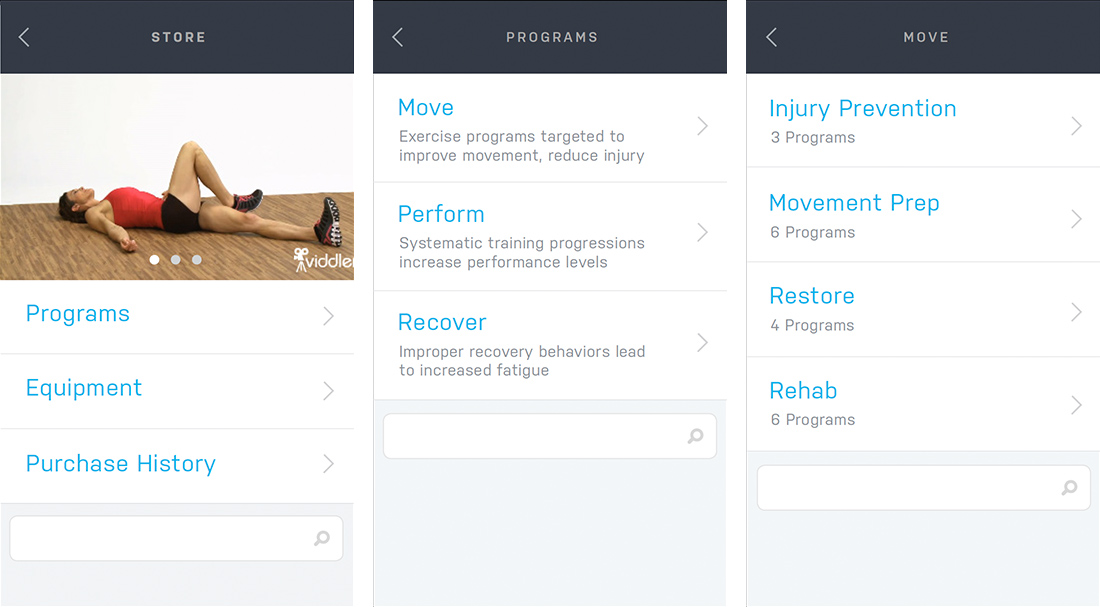 STORE
viddler
Programs
Equipment
Purchase History
PROGRAMS
Move
Exercise programs targeted to
improve movement, reduce injury
Perform
Systematic training progressions
increase performance levels
Recover
Improper recovery behaviors lead
to increased fatigue
MOVE
Injury Prevention
3 Programs
Movement Prep
6 Programs
Restore
4 Programs
Rehab
6 Programs